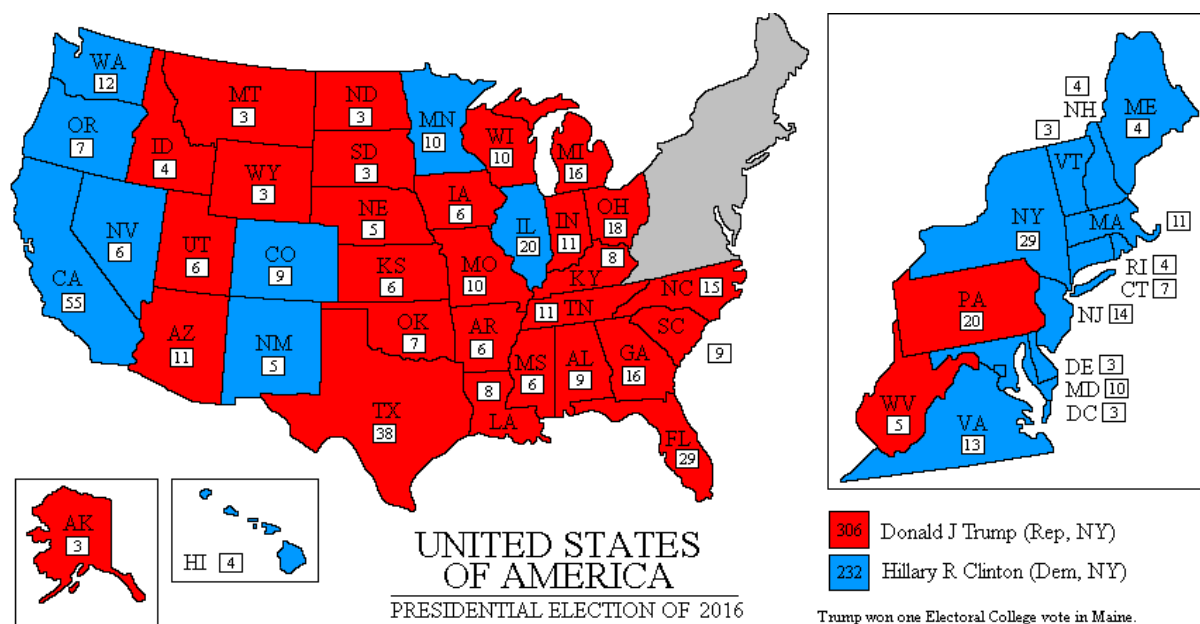 WA
12
OR
7
CA
55
NV
6
ID
4
MT
3
WY
3
UT
6
AZ
11
CO
9
NM
5
ND
3
SD
3
NE
5
KS
6
OK
7
TX
38
MN
10
IA
6
MO
10
AR
6
8
LA
WI
10
IL
20
MI
16
IN
11
OH
18
8
KY
11
TN
MS
6
AL
9
GA
16
FL
29
SC
9
NC
15
AK
3
HI
4
4
NH
3
VT
ME
4
NY
29
MA
11
RI
4
CT
7
PA
20
NJ
14
DE
3
MD
10
DC
3
WV
5
VA
13
UNITED STATES
OF AMERICA
PRESIDENTIAL ELECTION OF 2016
306 Donald J Trump (Rep, NY)
232 Hillary R Clinton (Dem, NY)
Trump won one Electoral College vote in Maine.